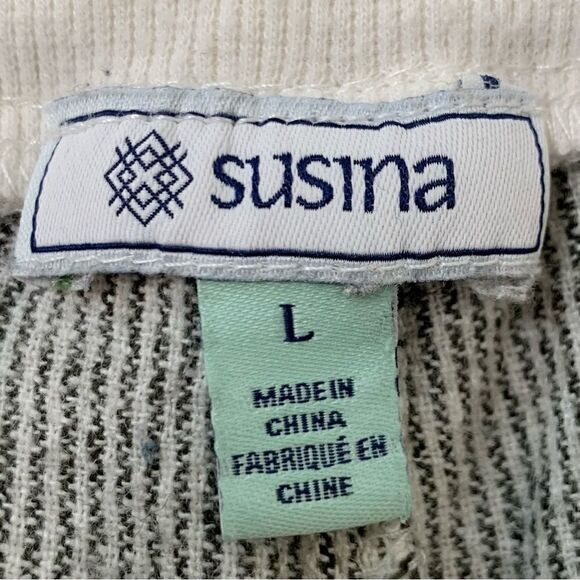 susina
L
MADE IN
CHINA
FABRIQUÉ EN
CHINE